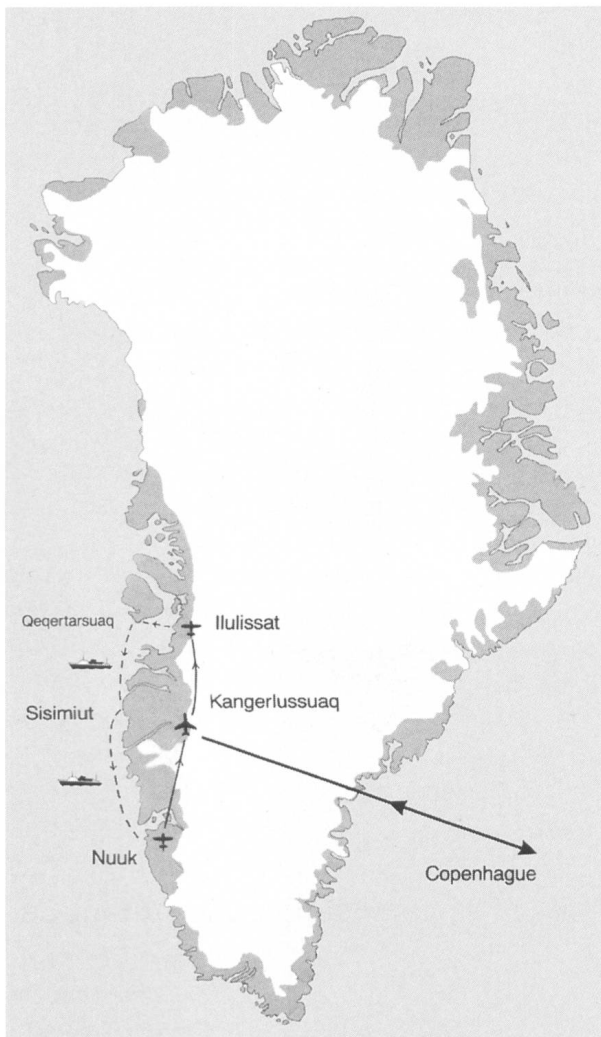 Qeqertarsuaq
Ilulissat
Kangerlussuaq
Sisimiut
Nuuk
Copenhague